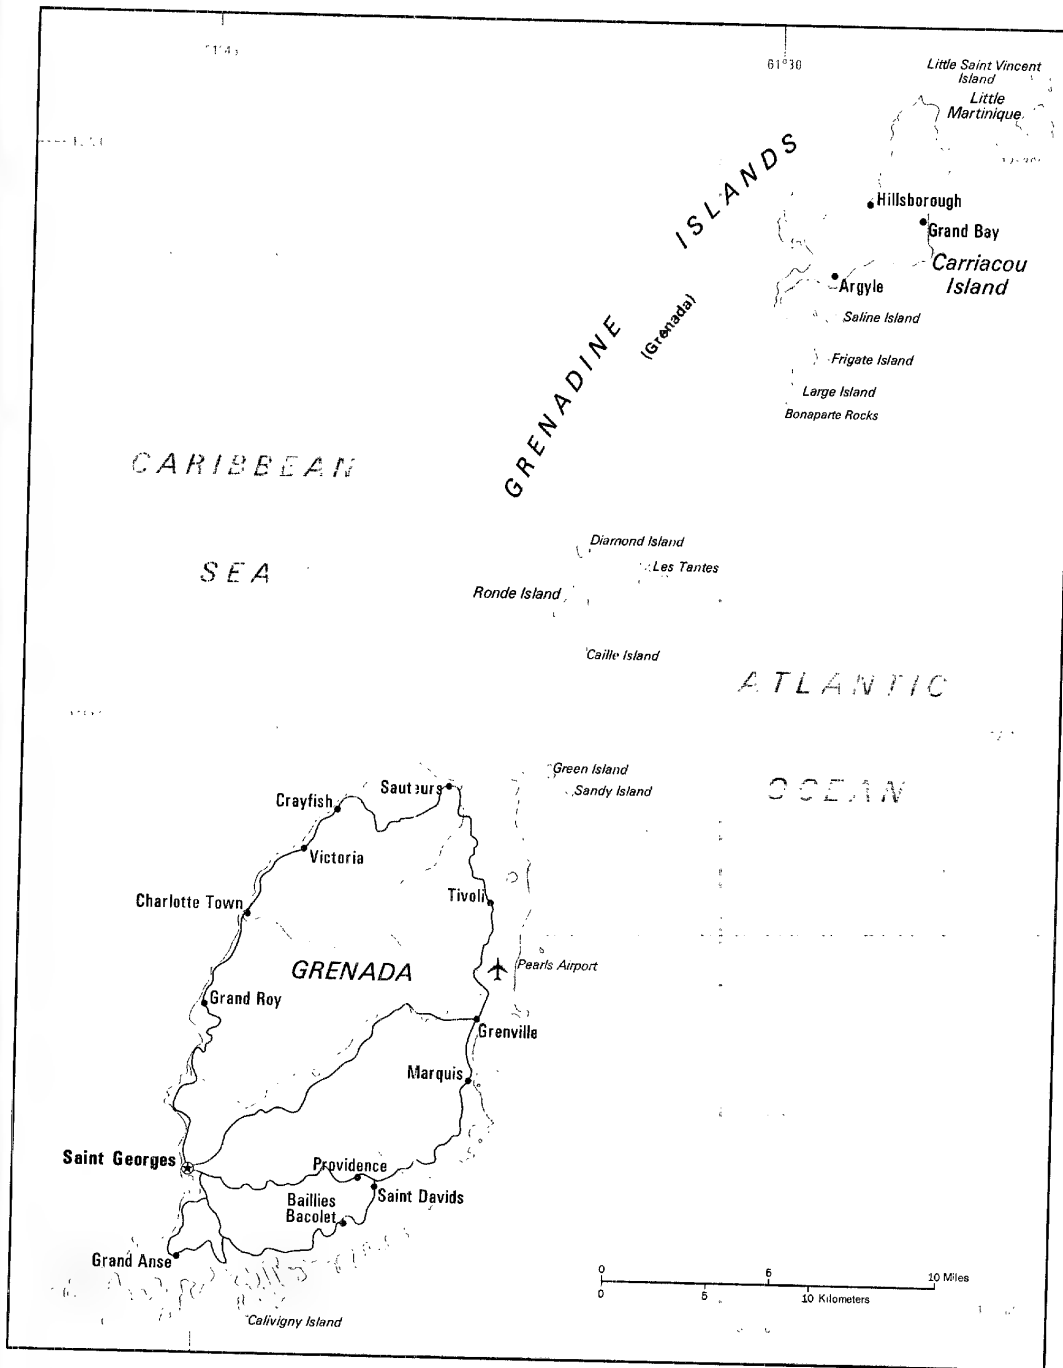 61°30
Little Saint Vincent
Island
Little
Martinique
GRENADINE ISLANDS
(Grenada)
Hillsborough
Grand Bay
Carriacou
Island
Argyle
Saline Island
Frigate Island
Large Island
Bonaparte Rocks
CARIBBEAN
SEA
Diamond Island
Les Tantes
Ronde Island
Caille Island
ATLANTIC
OCEAN
Green Island
Sandy Island
Sauteurs
Crayfish
Victoria
Tivoli
Charlotte Town
GRENADA
Pearls Airport
Grand Roy
Grenville
Marquis
Saint Georges
Providence
Saint Davids
Baillies
Bacolet
Grand Anse
Calivigny Island
0 6 10 Miles
0 5 10 Kilometers